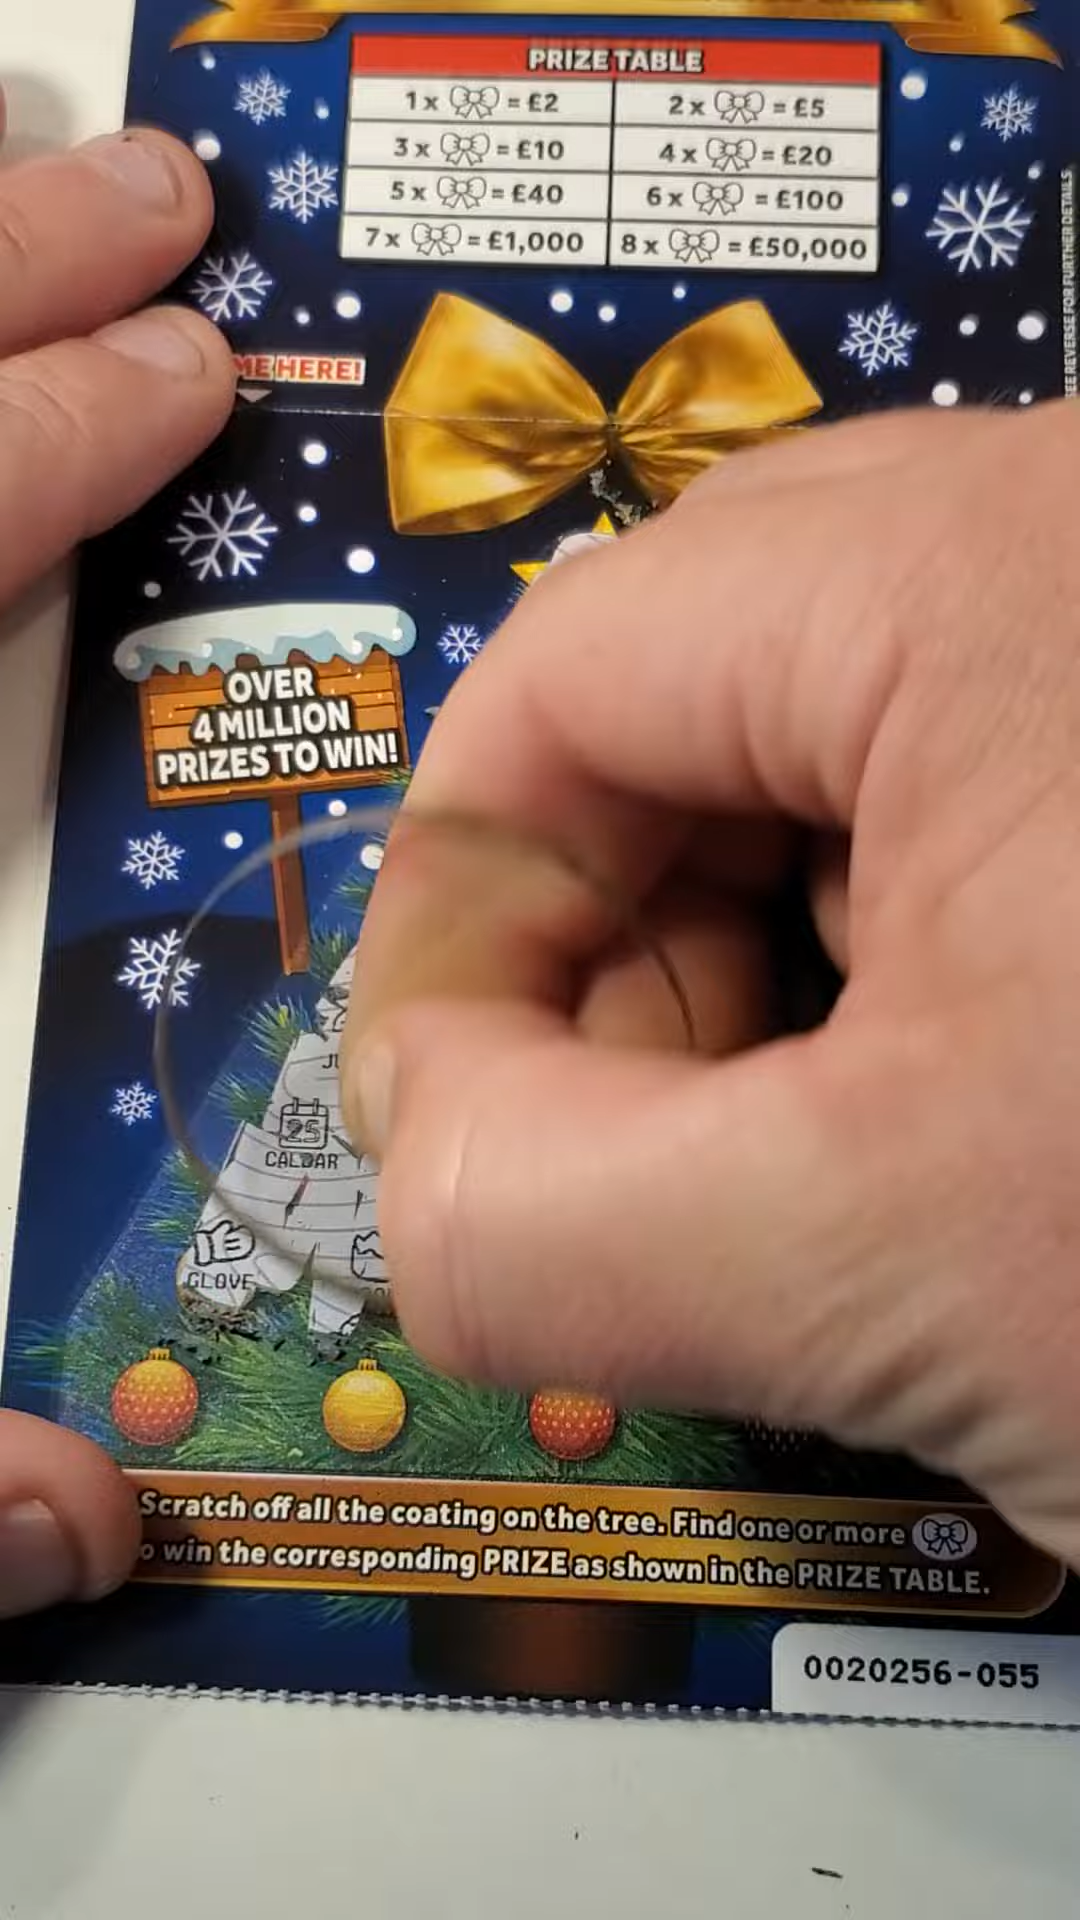 PRIZE TABLE
1 x = £2
2 x = £5
3 x = £10
4 x = £20
5 x = £40
6 x = £100
7 x = £1,000
8 x = £50,000
SEE REVERSE FOR FURTHER DETAILS
ME HERE!
OVER
4 MILLION
PRIZES TO WIN!
JU
25
CALDAR
GLOVE
Scratch off all the coating on the tree. Find one or more
o win the corresponding PRIZE as shown in the PRIZE TABLE.
0020256-055